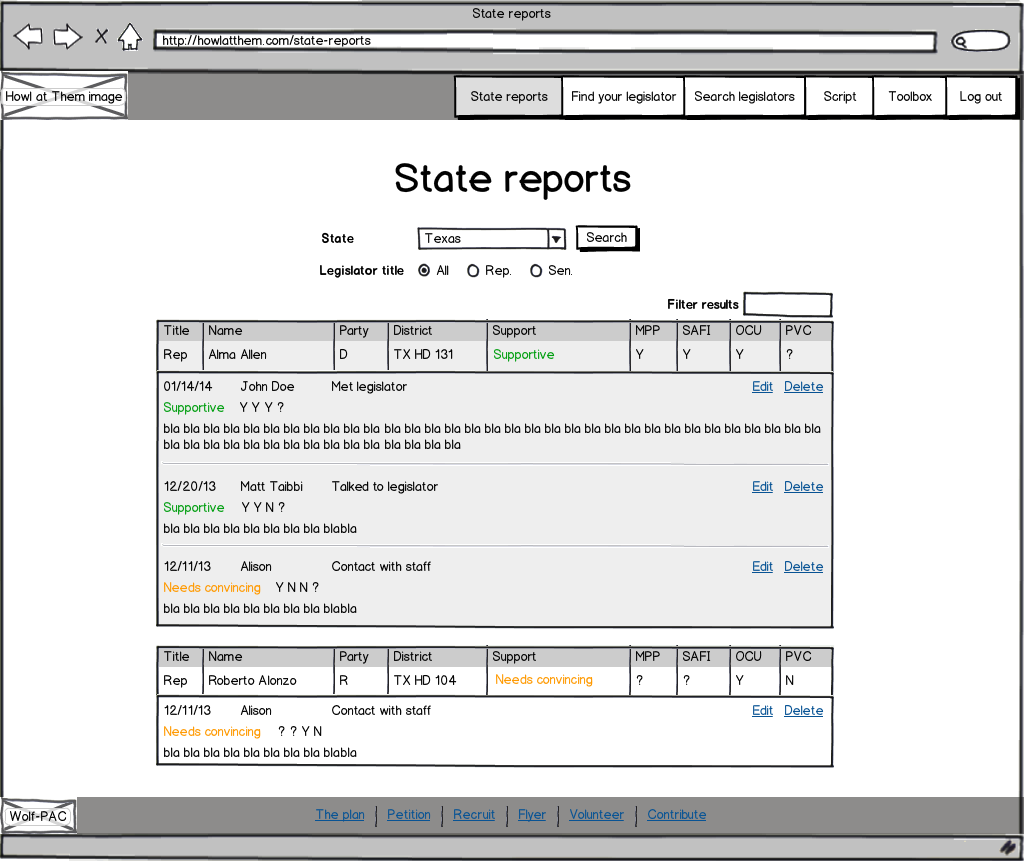 State reports
http://howlatthem.com/state-reports
Howl at Them image State reports Find your legislator Search legislators Script Toolbox Log out
State reports
State Texas Search
Legislator title All Rep. Sen.
Filter results
Title Name Party District Support MPP SAFI OCU PVC
Rep Alma Allen D TX HD 131 Supportive Y Y Y ?
01/14/14 John Doe Met legislator Edit Delete
Supportive Y Y Y ?
bla bla bla bla bla bla bla bla bla bla bla bla bla bla bla bla bla bla bla bla bla bla bla bla bla bla bla bla bla bla bla bla bla
bla bla bla bla bla bla bla bla bla bla bla bla bla bla bla
12/20/13 Matt Taibbi Talked to legislator Edit Delete
Supportive Y Y N ?
bla bla bla bla bla bla bla bla blabla
12/11/13 Alison Contact with staff Edit Delete
Needs convincing Y N N ?
bla bla bla bla bla bla bla bla blabla
Title Name Party District Support MPP SAFI OCU PVC
Rep Roberto Alonzo R TX HD 104 Needs convincing ? ? Y N
12/11/13 Alison Contact with staff Edit Delete
Needs convincing ? ? Y N
bla bla bla bla bla bla bla bla blabla
Wolf-PAC The plan Petition Recruit Flyer Volunteer Contribute